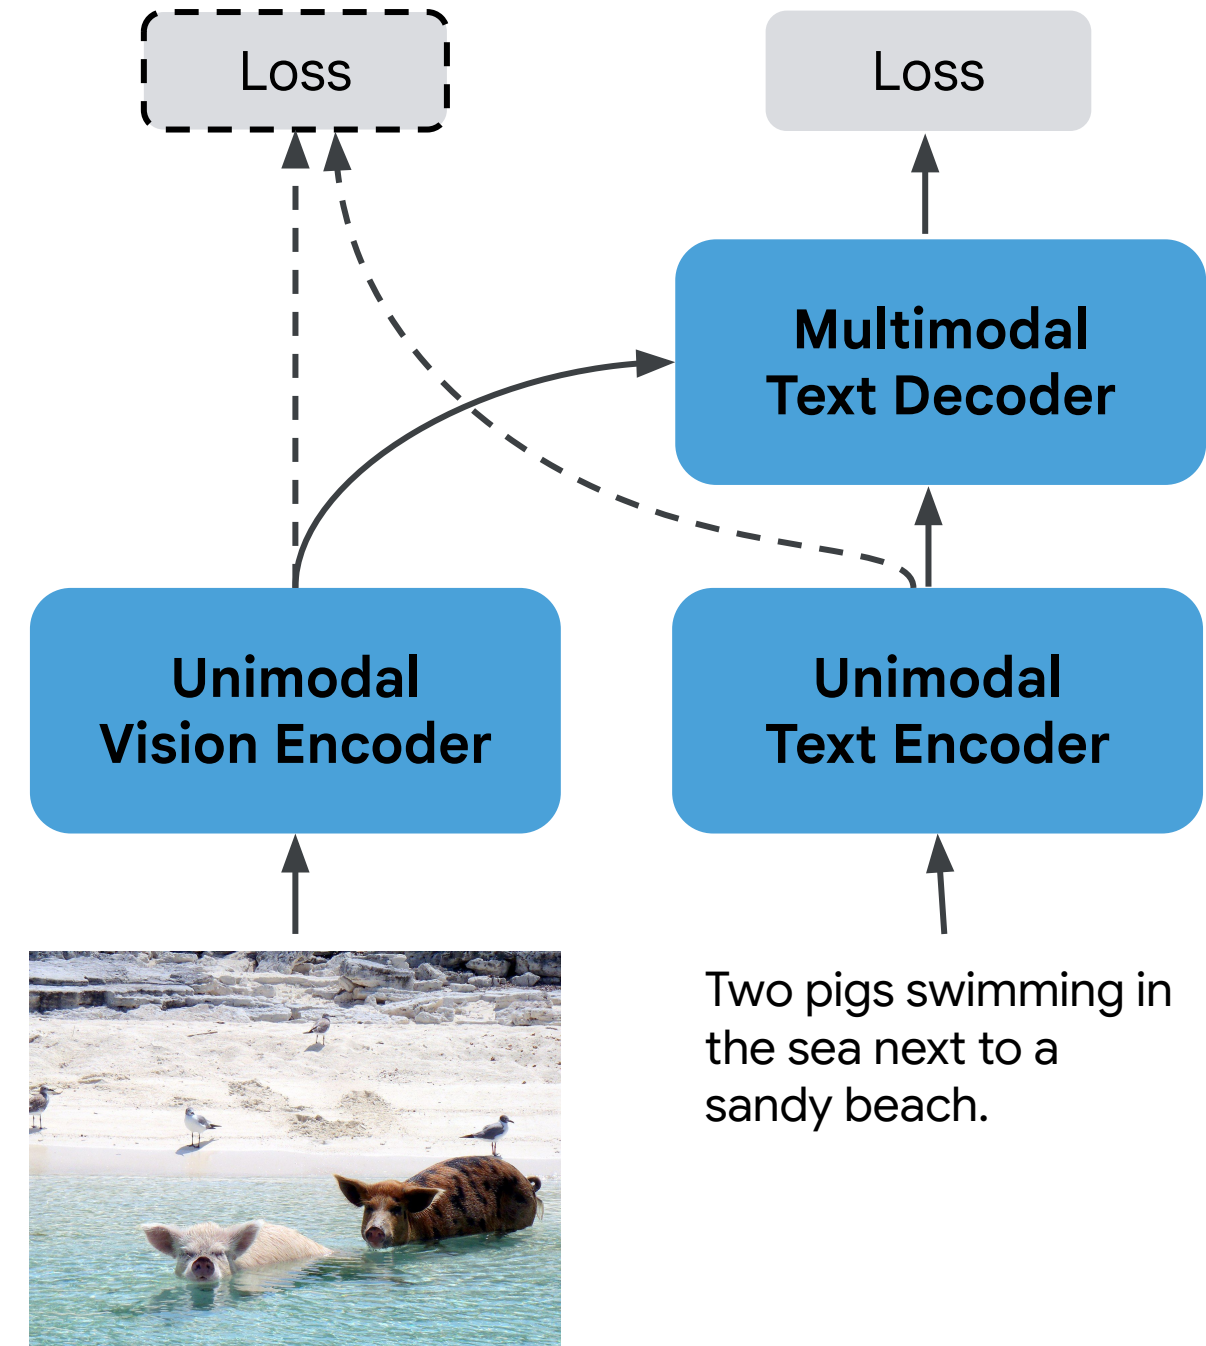 Loss
Loss
Multimodal
Text Decoder
Unimodal
Vision Encoder
Unimodal
Text Encoder
Two pigs swimming in
the sea next to a
sandy beach.